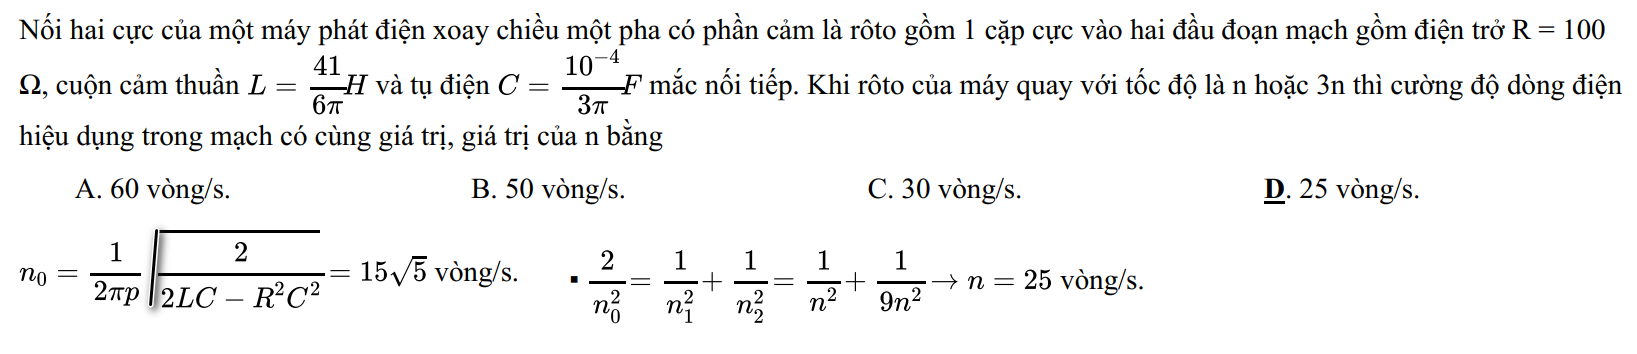 Nối hai cực của một máy phát điện xoay chiều một pha có phần cảm là rôto gồm 1 cặp cực vào hai đầu đoạn mạch gồm điện trở R = 100
Ω, cuộn cảm thuần $L = \frac{41}{6\pi}H$ và tụ điện $C = \frac{10^{-4}}{3\pi}F$ mắc nối tiếp. Khi rôto của máy quay với tốc độ là n hoặc 3n thì cường độ dòng điện
hiệu dụng trong mạch có cùng giá trị, giá trị của n bằng
A. 60 vòng/s. B. 50 vòng/s. C. 30 vòng/s. D. 25 vòng/s.
$n_0 = \frac{1}{2\pi p}\sqrt{\frac{2}{2LC - R^2C^2}} = 15\sqrt{5}$ vòng/s. ▪ $\frac{2}{n_0^2} = \frac{1}{n_1^2} + \frac{1}{n_2^2} = \frac{1}{n^2} + \frac{1}{9n^2} \rightarrow n = 25$ vòng/s.